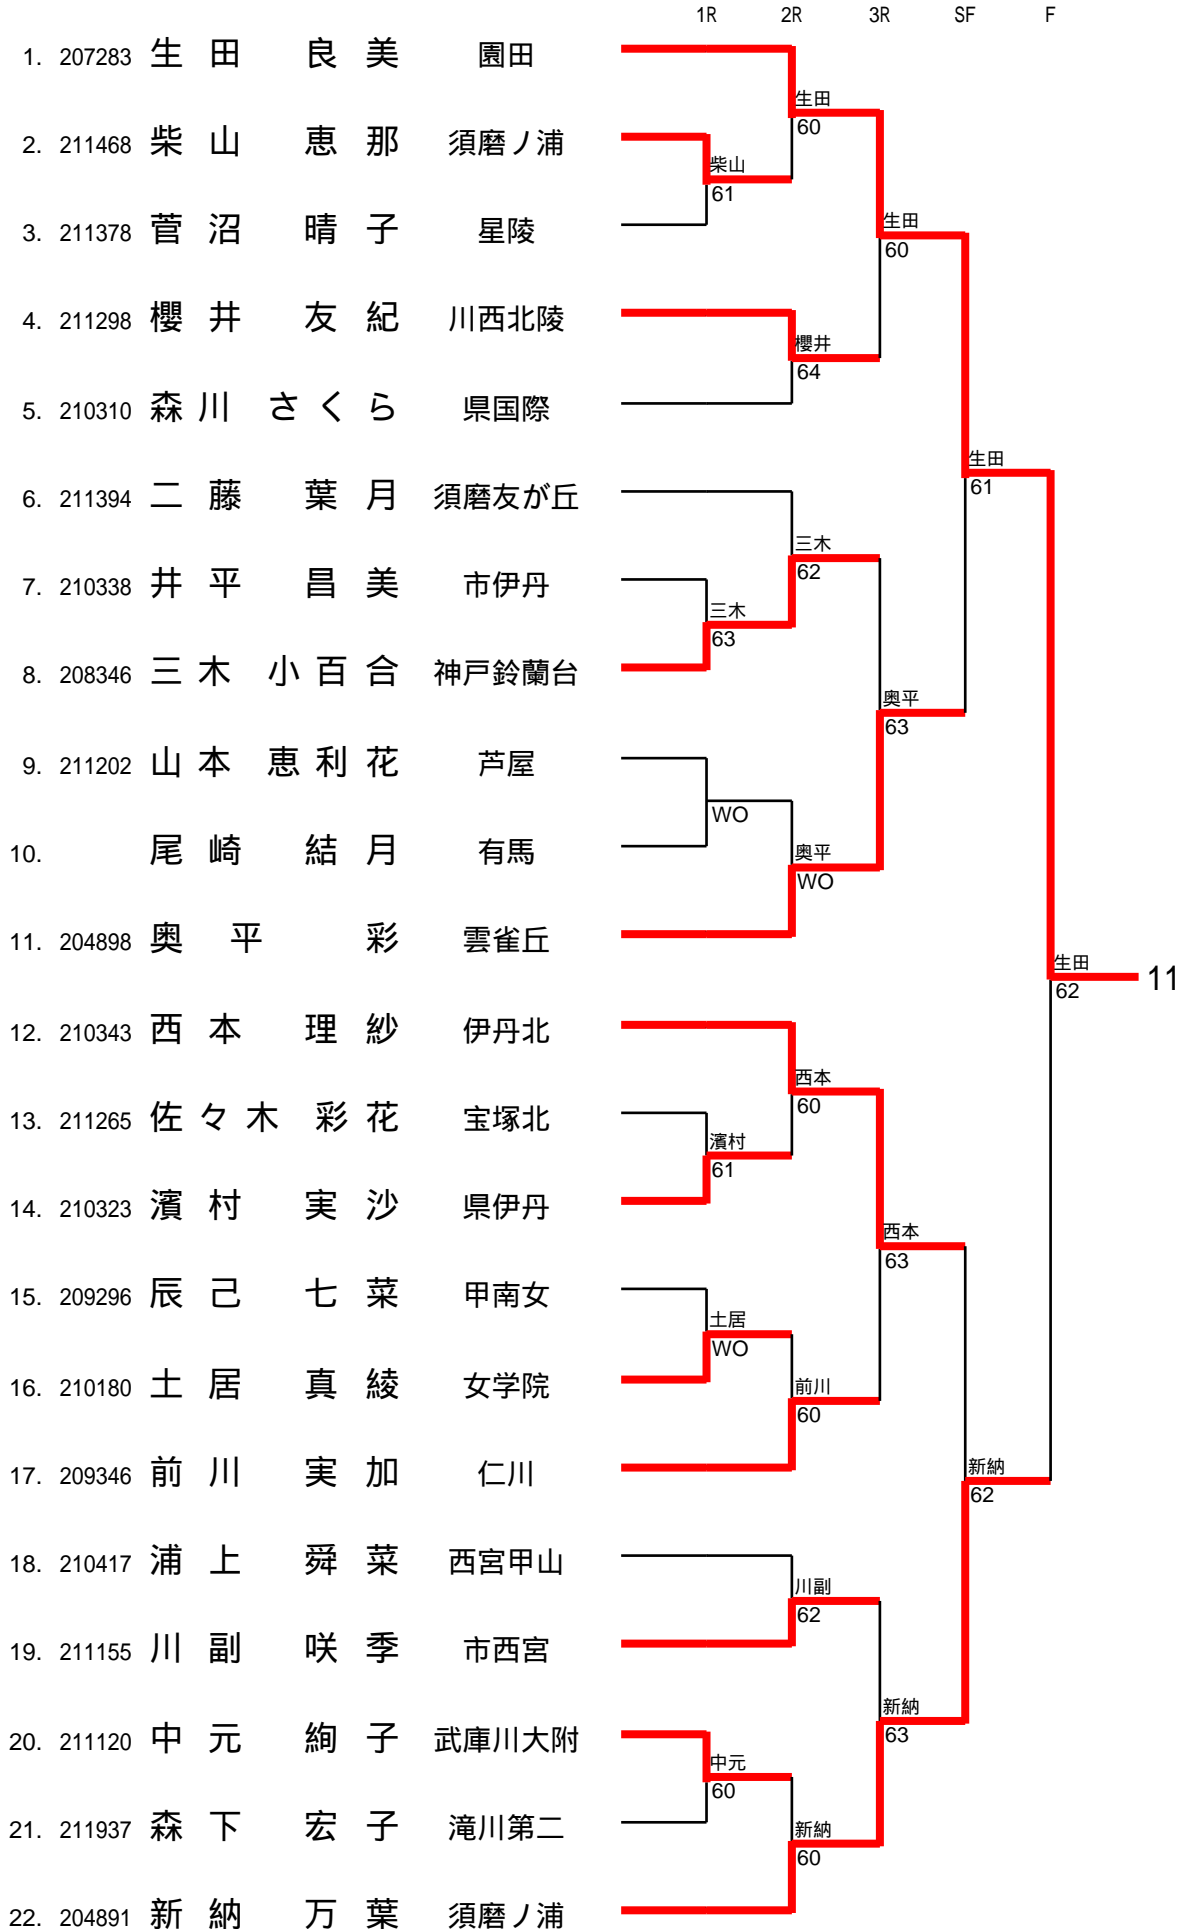 1R 2R 3R SF F
1. 207283 生田 良美 園田
生田
60
2. 211468 柴山 恵那 須磨ノ浦
柴山
61
3. 211378 菅沼 晴子 星陵
生田
60
4. 211298 櫻井 友紀 川西北陵
櫻井
64
5. 210310 森川 さくら 県国際
生田
61
6. 211394 二藤 葉月 須磨友が丘
三木
62
7. 210338 井平 昌美 市伊丹
三木
63
8. 208346 三木 小百合 神戸鈴蘭台
奥平
63
9. 211202 山本 恵利花 芦屋
WO
10. 尾崎 結月 有馬
奥平
WO
11. 204898 奥平 彩 雲雀丘
生田
62
11
12. 210343 西本 理紗 伊丹北
西本
60
13. 211265 佐々木 彩花 宝塚北
濱村
61
14. 210323 濱村 実沙 県伊丹
西本
63
15. 209296 辰己 七菜 甲南女
土居
WO
16. 210180 土居 真綾 女学院
前川
60
17. 209346 前川 実加 仁川
新納
62
18. 210417 浦上 舜菜 西宮甲山
川副
62
19. 211155 川副 咲季 市西宮
新納
63
20. 211120 中元 絢子 武庫川大附
中元
60
21. 211937 森下 宏子 滝川第二
新納
60
22. 204891 新納 万葉 須磨ノ浦